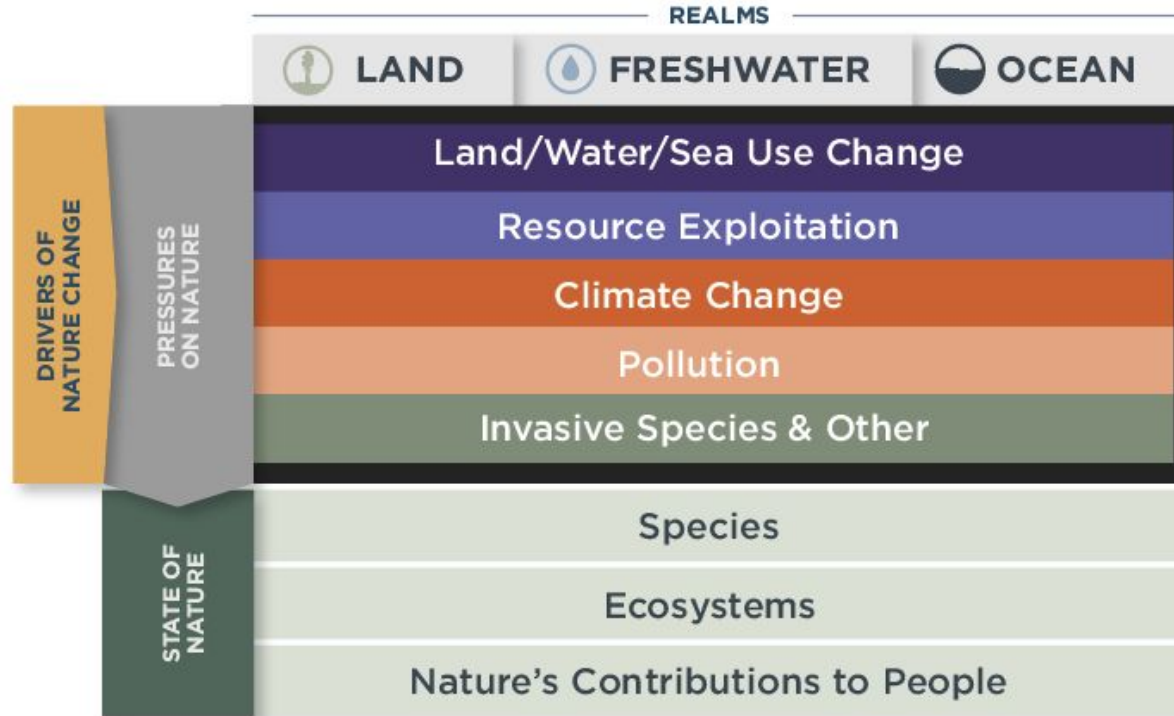 REALMS
LAND
FRESHWATER
OCEAN
DRIVERS OF
NATURE CHANGE
PRESSURES
ON NATURE
Land/Water/Sea Use Change
Resource Exploitation
Climate Change
Pollution
Invasive Species & Other
STATE OF
NATURE
Species
Ecosystems
Nature's Contributions to People